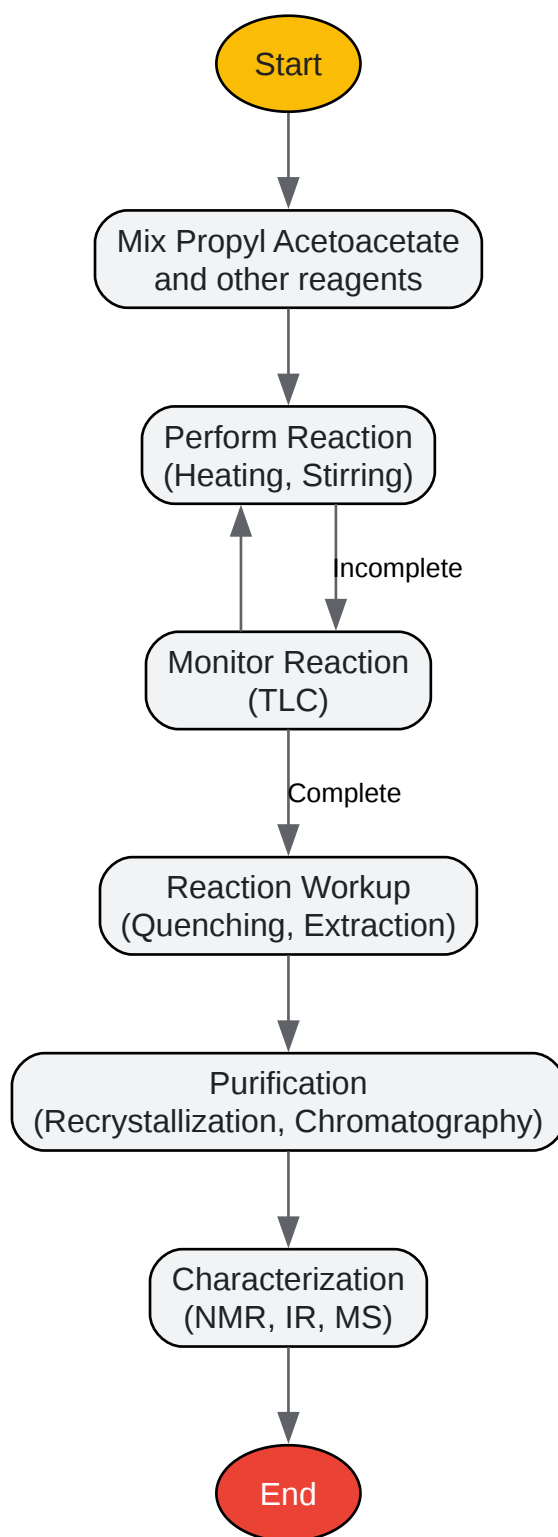 Start
Mix Propyl Acetoacetate
and other reagents
Perform Reaction
(Heating, Stirring)
Incomplete
Monitor Reaction
(TLC)
Complete
Reaction Workup
(Quenching, Extraction)
Purification
(Recrystallization, Chromatography)
Characterization
(NMR, IR, MS)
End